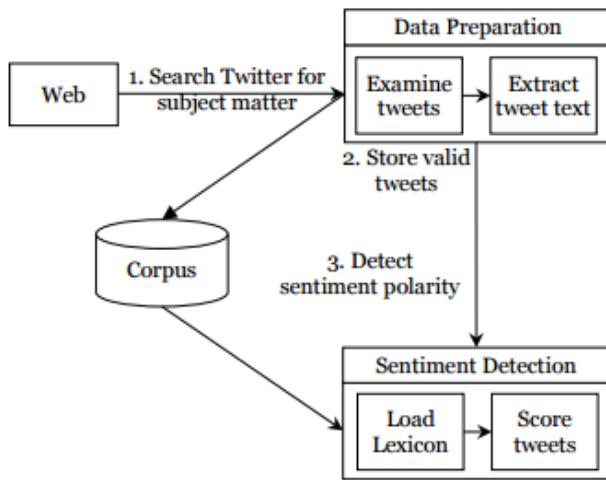 Data Preparation
Web
1. Search Twitter for
subject matter
Examine
tweets
Extract
tweet text
2. Store valid
tweets
Corpus
3. Detect
sentiment polarity
Sentiment Detection
Load
Lexicon
Score
tweets